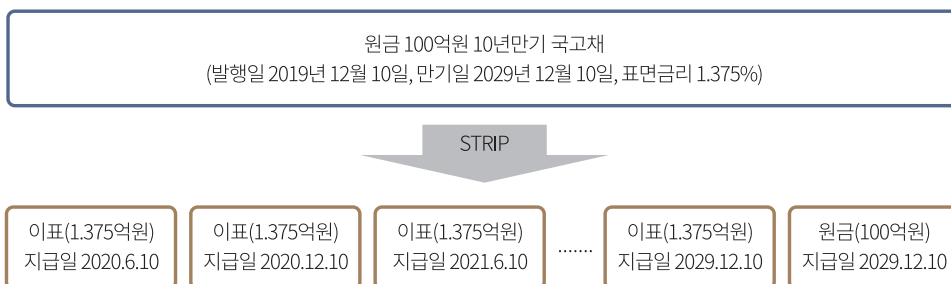 원금 100억원 10년만기 국고채
(발행일 2019년 12월 10일, 만기일 2029년 12월 10일, 표면금리 1.375%)
STRIP
이표(1.375억원)
지급일 2020.6.10
이표(1.375억원)
지급일 2020.12.10
이표(1.375억원)
지급일 2021.6.10
.......
이표(1.375억원)
지급일 2029.12.10
원금(100억원)
지급일 2029.12.10